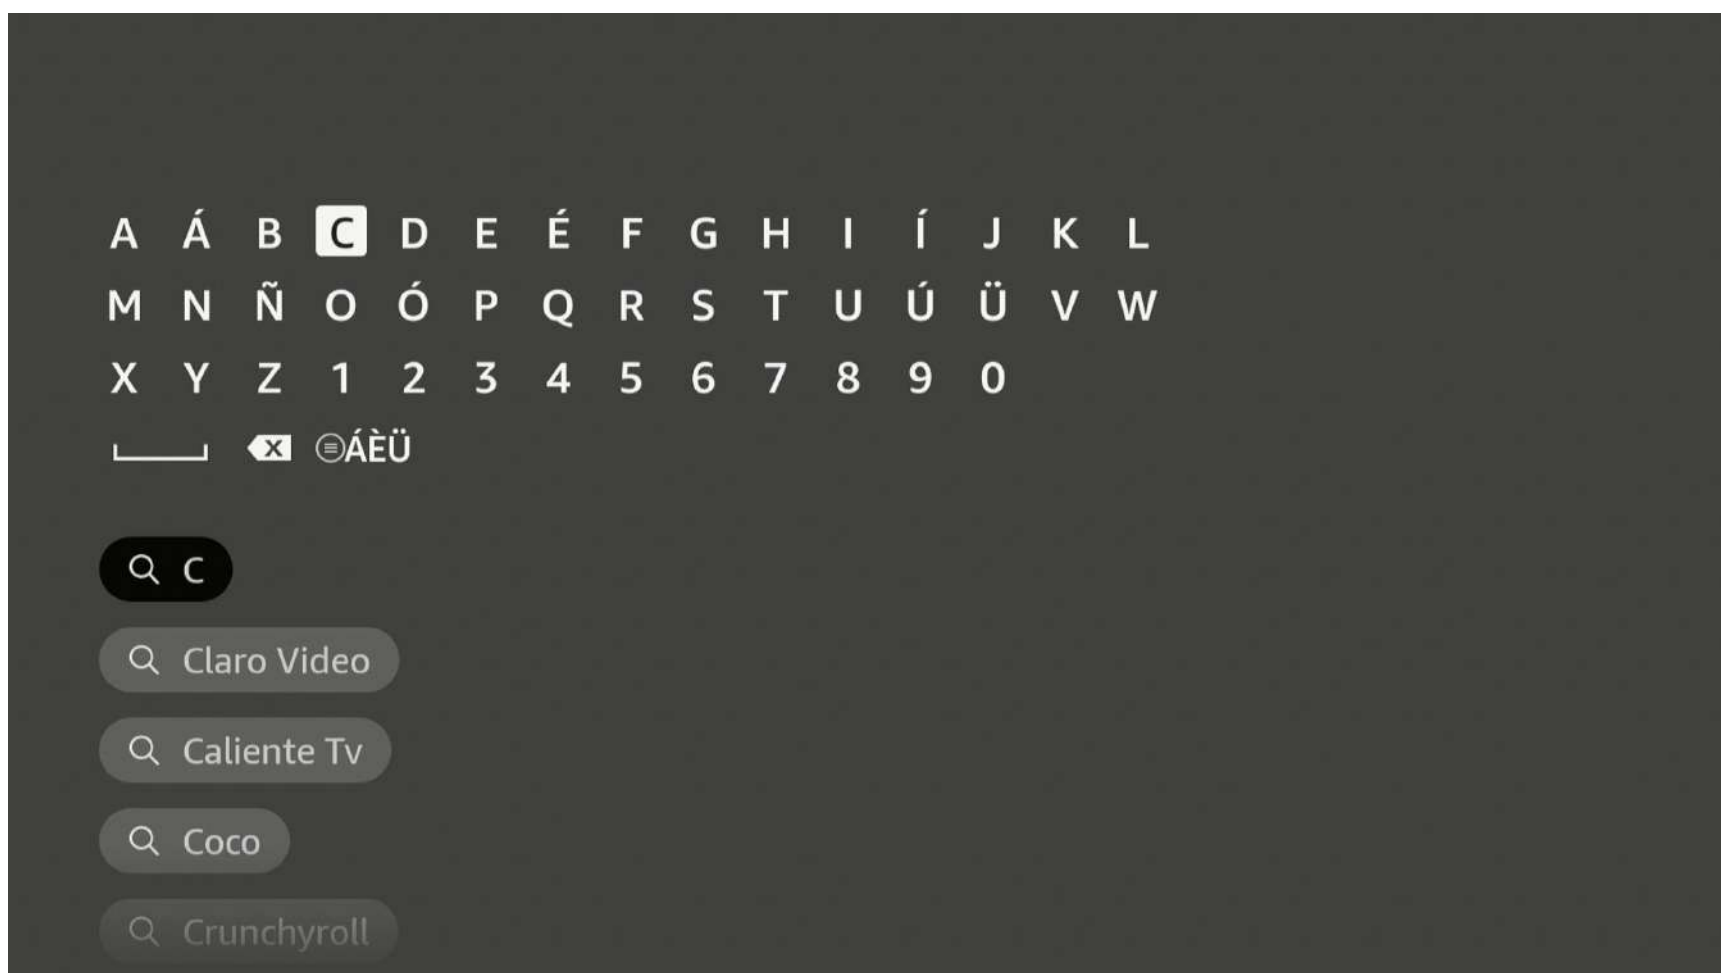 A Á B C D E É F G H I Í J K L
M N Ñ O Ó P Q R S T U Ú Ü V W
X Y Z 1 2 3 4 5 6 7 8 9 0
ÁÈÜ
C
Claro Video
Caliente Tv
Coco
Crunchyroll